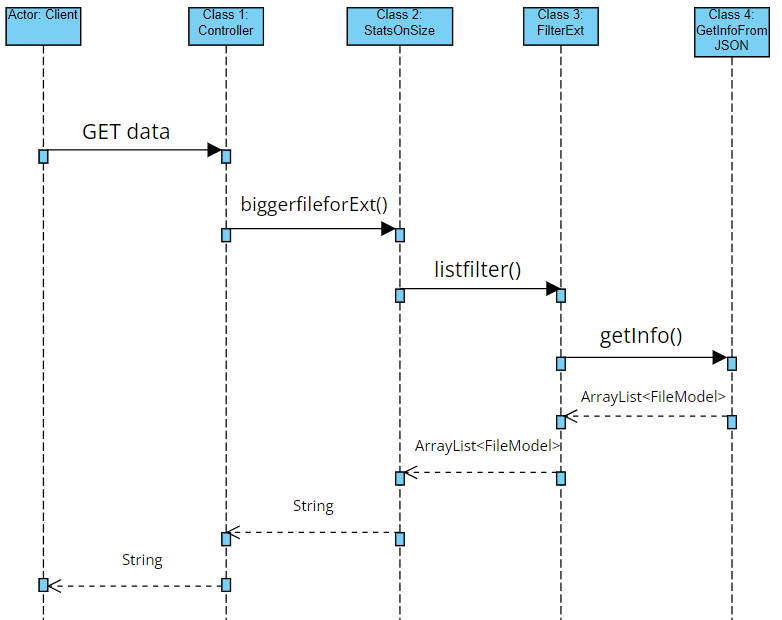 Actor: Client
Class 1:
Controller
Class 2:
StatsOnSize
Class 3:
FilterExt
Class 4:
GetInfoFrom
JSON
GET data
biggerfileforExt()
listfilter()
getInfo()
ArrayList<FileModel>
ArrayList<FileModel>
String
String